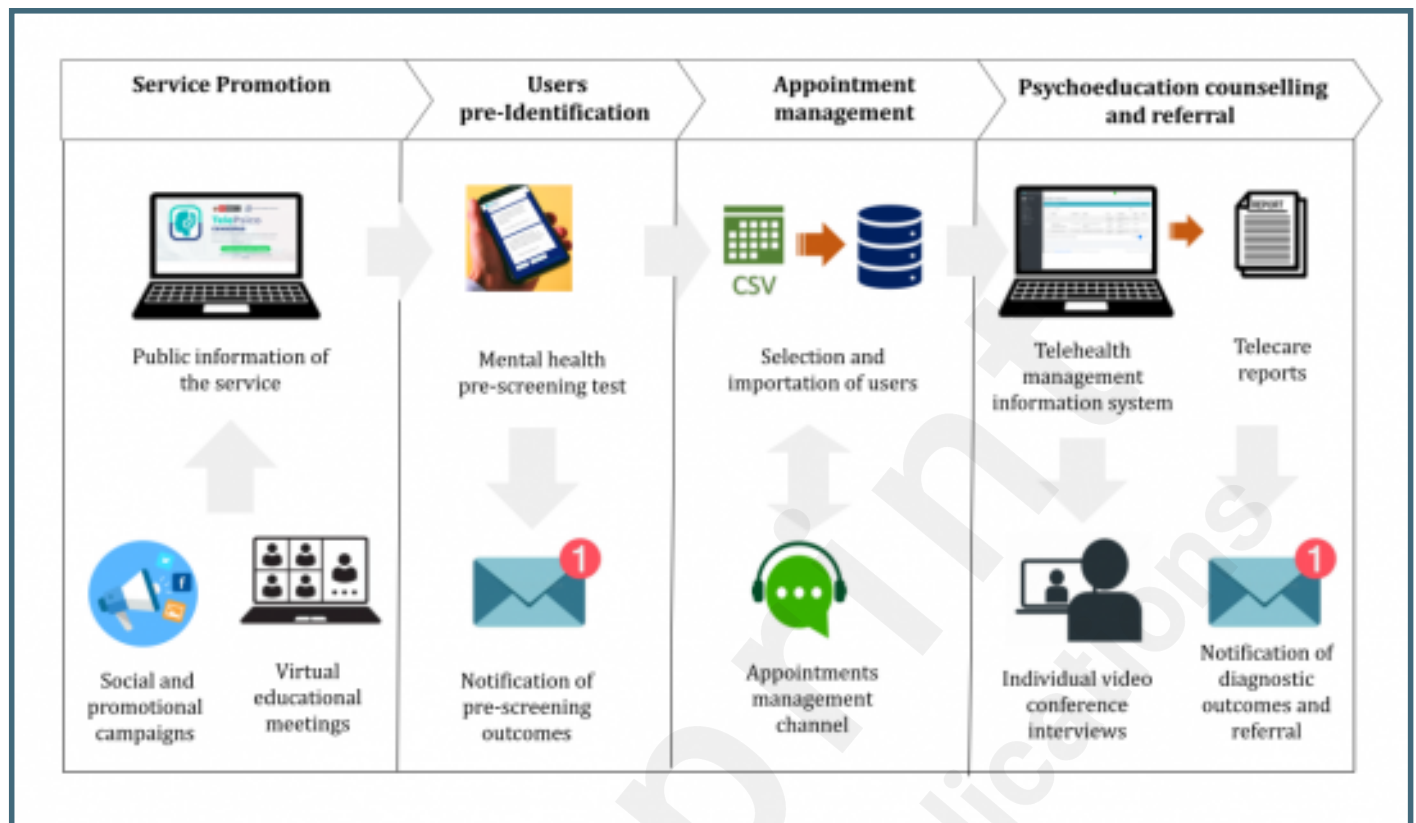 Service Promotion
Users
pre-Identification
Appointment
management
Psychoeducation counselling
and referral
TelePsico
Public information of
the service
Mental health
pre-screening test
CSV
Selection and
importation of users
Telehealth
management
information system
REPORT
Telecare
reports
f
Social and
promotional
campaigns
Virtual
educational
meetings
1
Notification of
pre-screening
outcomes
Appointments
management
channel
Individual video
conference
interviews
1
Notification of
diagnostic
outcomes and
referral